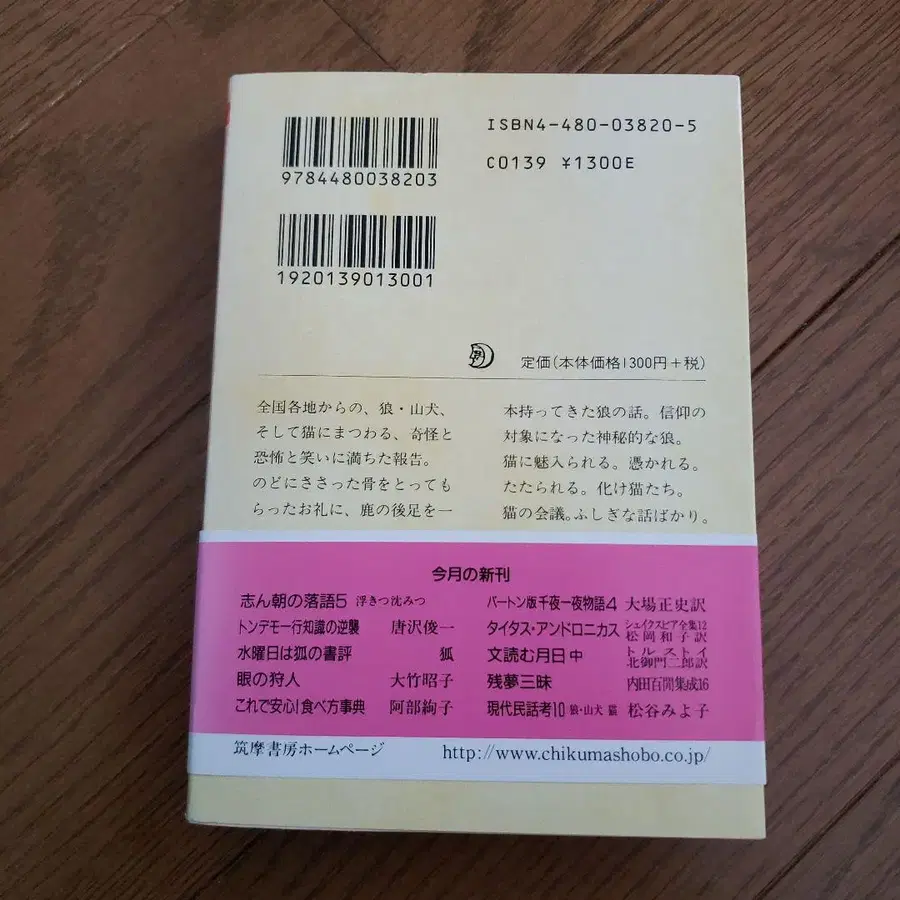 ISBN4-480-03820-5
C0139 ¥1300E
9784480038203
1920139013001
定価(本体価格1300円+税)
全国各地からの、狼・山犬、
そして猫にまつわる、奇怪と
恐怖と笑いに満ちた報告。
のどにささった骨をとっても
らったお礼に、鹿の後足を一
本持ってきた狼の話。信仰の
対象になった神秘的な狼。
猫に魅入られる。憑かれる。
たたられる。化け猫たち。
猫の会議。ふしぎな話ばかり。
今月の新刊
志ん朝の落語5 浮きつ沈みつ
トンデモ一行知識の逆襲 唐沢俊一
水曜日は狐の書評 狐
眼の狩人 大竹昭子
これで安心!食べ方事典 阿部絢子
バートン版千夜一夜物語4 大場正史訳
タイタス・アンドロニカス シェイクスピア全集12 松岡和子訳
文読む月日 中 トルストイ 北御門二郎訳
残夢三昧 内田百閒集成16
現代民話考10 狼・山犬 猫 松谷みよ子
筑摩書房ホームページ http://www.chikumashobo.co.jp/